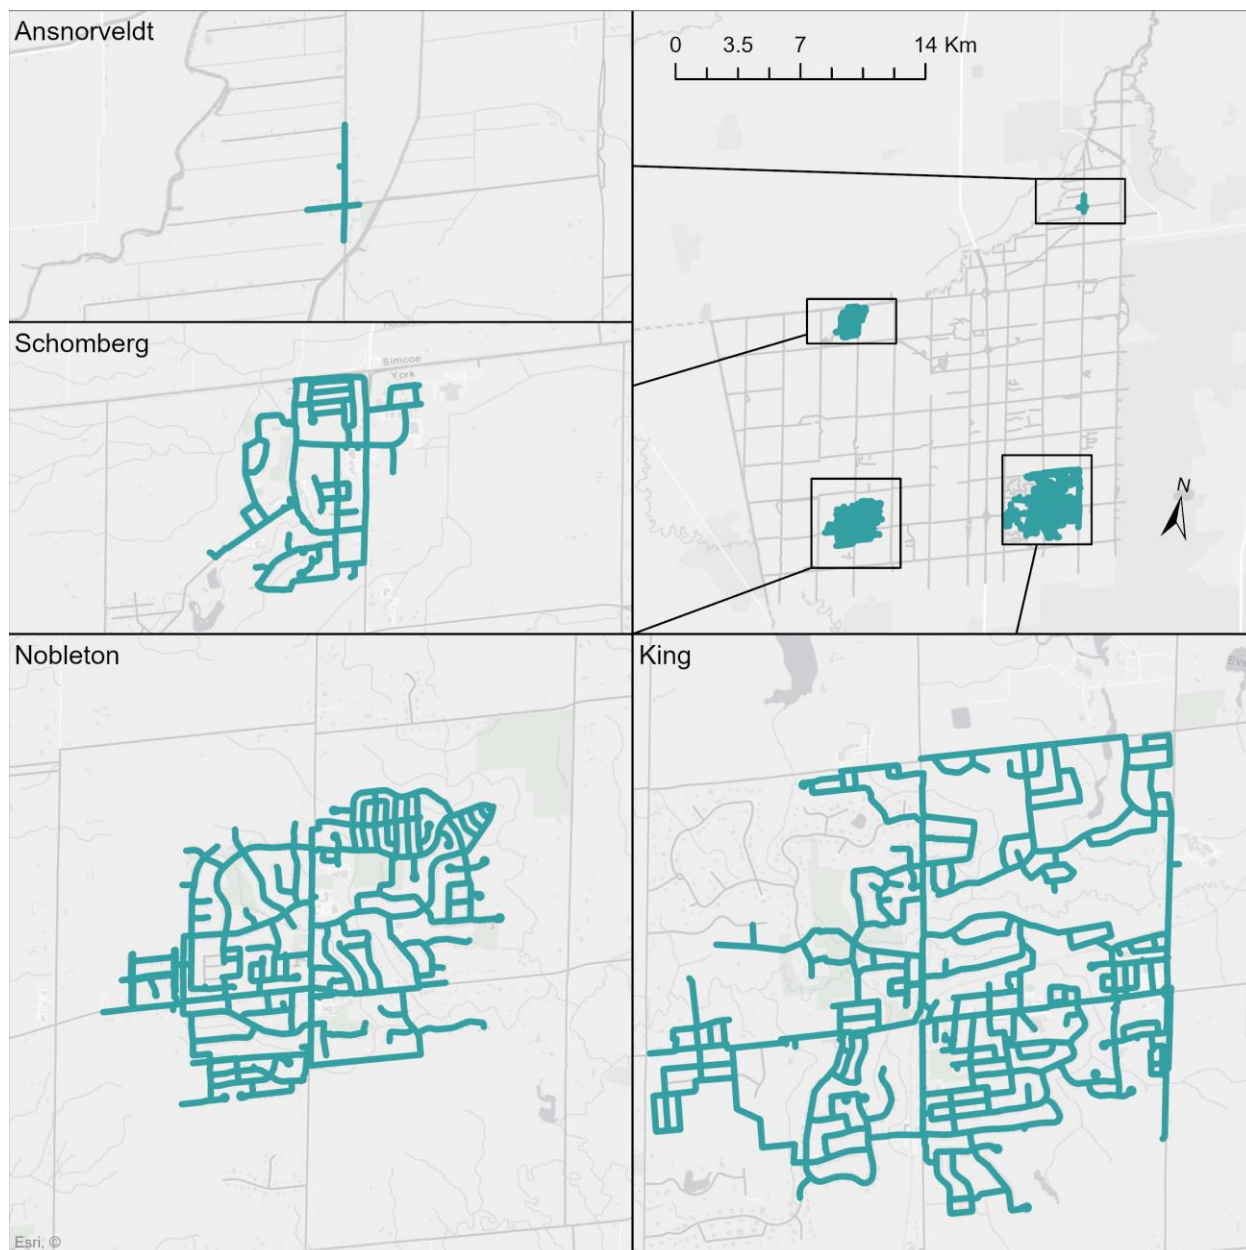 Ansnorveldt
0 3.5 7 14 Km
Schomberg
Simcoe
York
N
Nobleton
King
Esri, ©